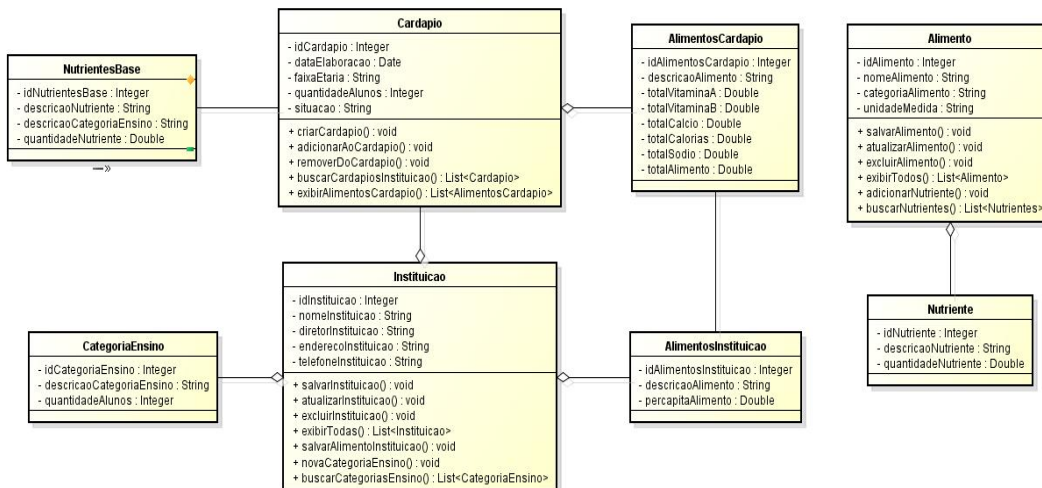 Cardapio
- idCardapio : Integer
- dataElaboracao : Date
- faixaEtaria : String
- quantidadeAlunos : Integer
- situacao : String
+ criarCardapio() : void
+ adicionarAoCardapio() : void
+ removerDoCardapio() : void
+ buscarCardapiosInstituicao() : List<Cardapio>
+ exibirAlimentosCardapio() : List<AlimentosCardapio>
AlimentosCardapio
- idAlimentosCardapio : Integer
- descricaoAlimento : String
- totalVitaminaA : Double
- totalVitaminaB : Double
- totalCalcio : Double
- totalCalorias : Double
- totalSodio : Double
- totalAlimento : Double
Alimento
- idAlimento : Integer
- nomeAlimento : String
- categoriaAlimento : String
- unidadeMedida : String
+ salvarAlimento() : void
+ atualizarAlimento() : void
+ excluirAlimento() : void
+ exibirTodos() : List<Alimento>
+ adicionarNutriente() : void
+ buscarNutrientes() : List<Nutrientes>
NutrientesBase
- idNutrientesBase : Integer
- descricaoNutriente : String
- descricaoCategoriaEnsino : String
- quantidadeNutriente : Double
Instituicao
- idInstituicao : Integer
- nomeInstituicao : String
- diretorInstituicao : String
- enderecoInstituicao : String
- telefoneInstituicao : String
+ salvarInstituicao() : void
+ atualizarInstituicao() : void
+ excluirInstituicao() : void
+ exibirTodas() : List<Instituicao>
+ salvarAlimentoInstituicao() : void
+ novaCategoriaEnsino() : void
+ buscarCategoriasEnsino() : List<CategoriaEnsino>
CategoriaEnsino
- idCategoriaEnsino : Integer
- descricaoCategoriaEnsino : String
- quantidadeAlunos : Integer
AlimentosInstituicao
- idAlimentosInstituicao : Integer
- descricaoAlimento : String
- percapitaAlimento : Double
Nutriente
- idNutriente : Integer
- descricaoNutriente : String
- quantidadeNutriente : Double